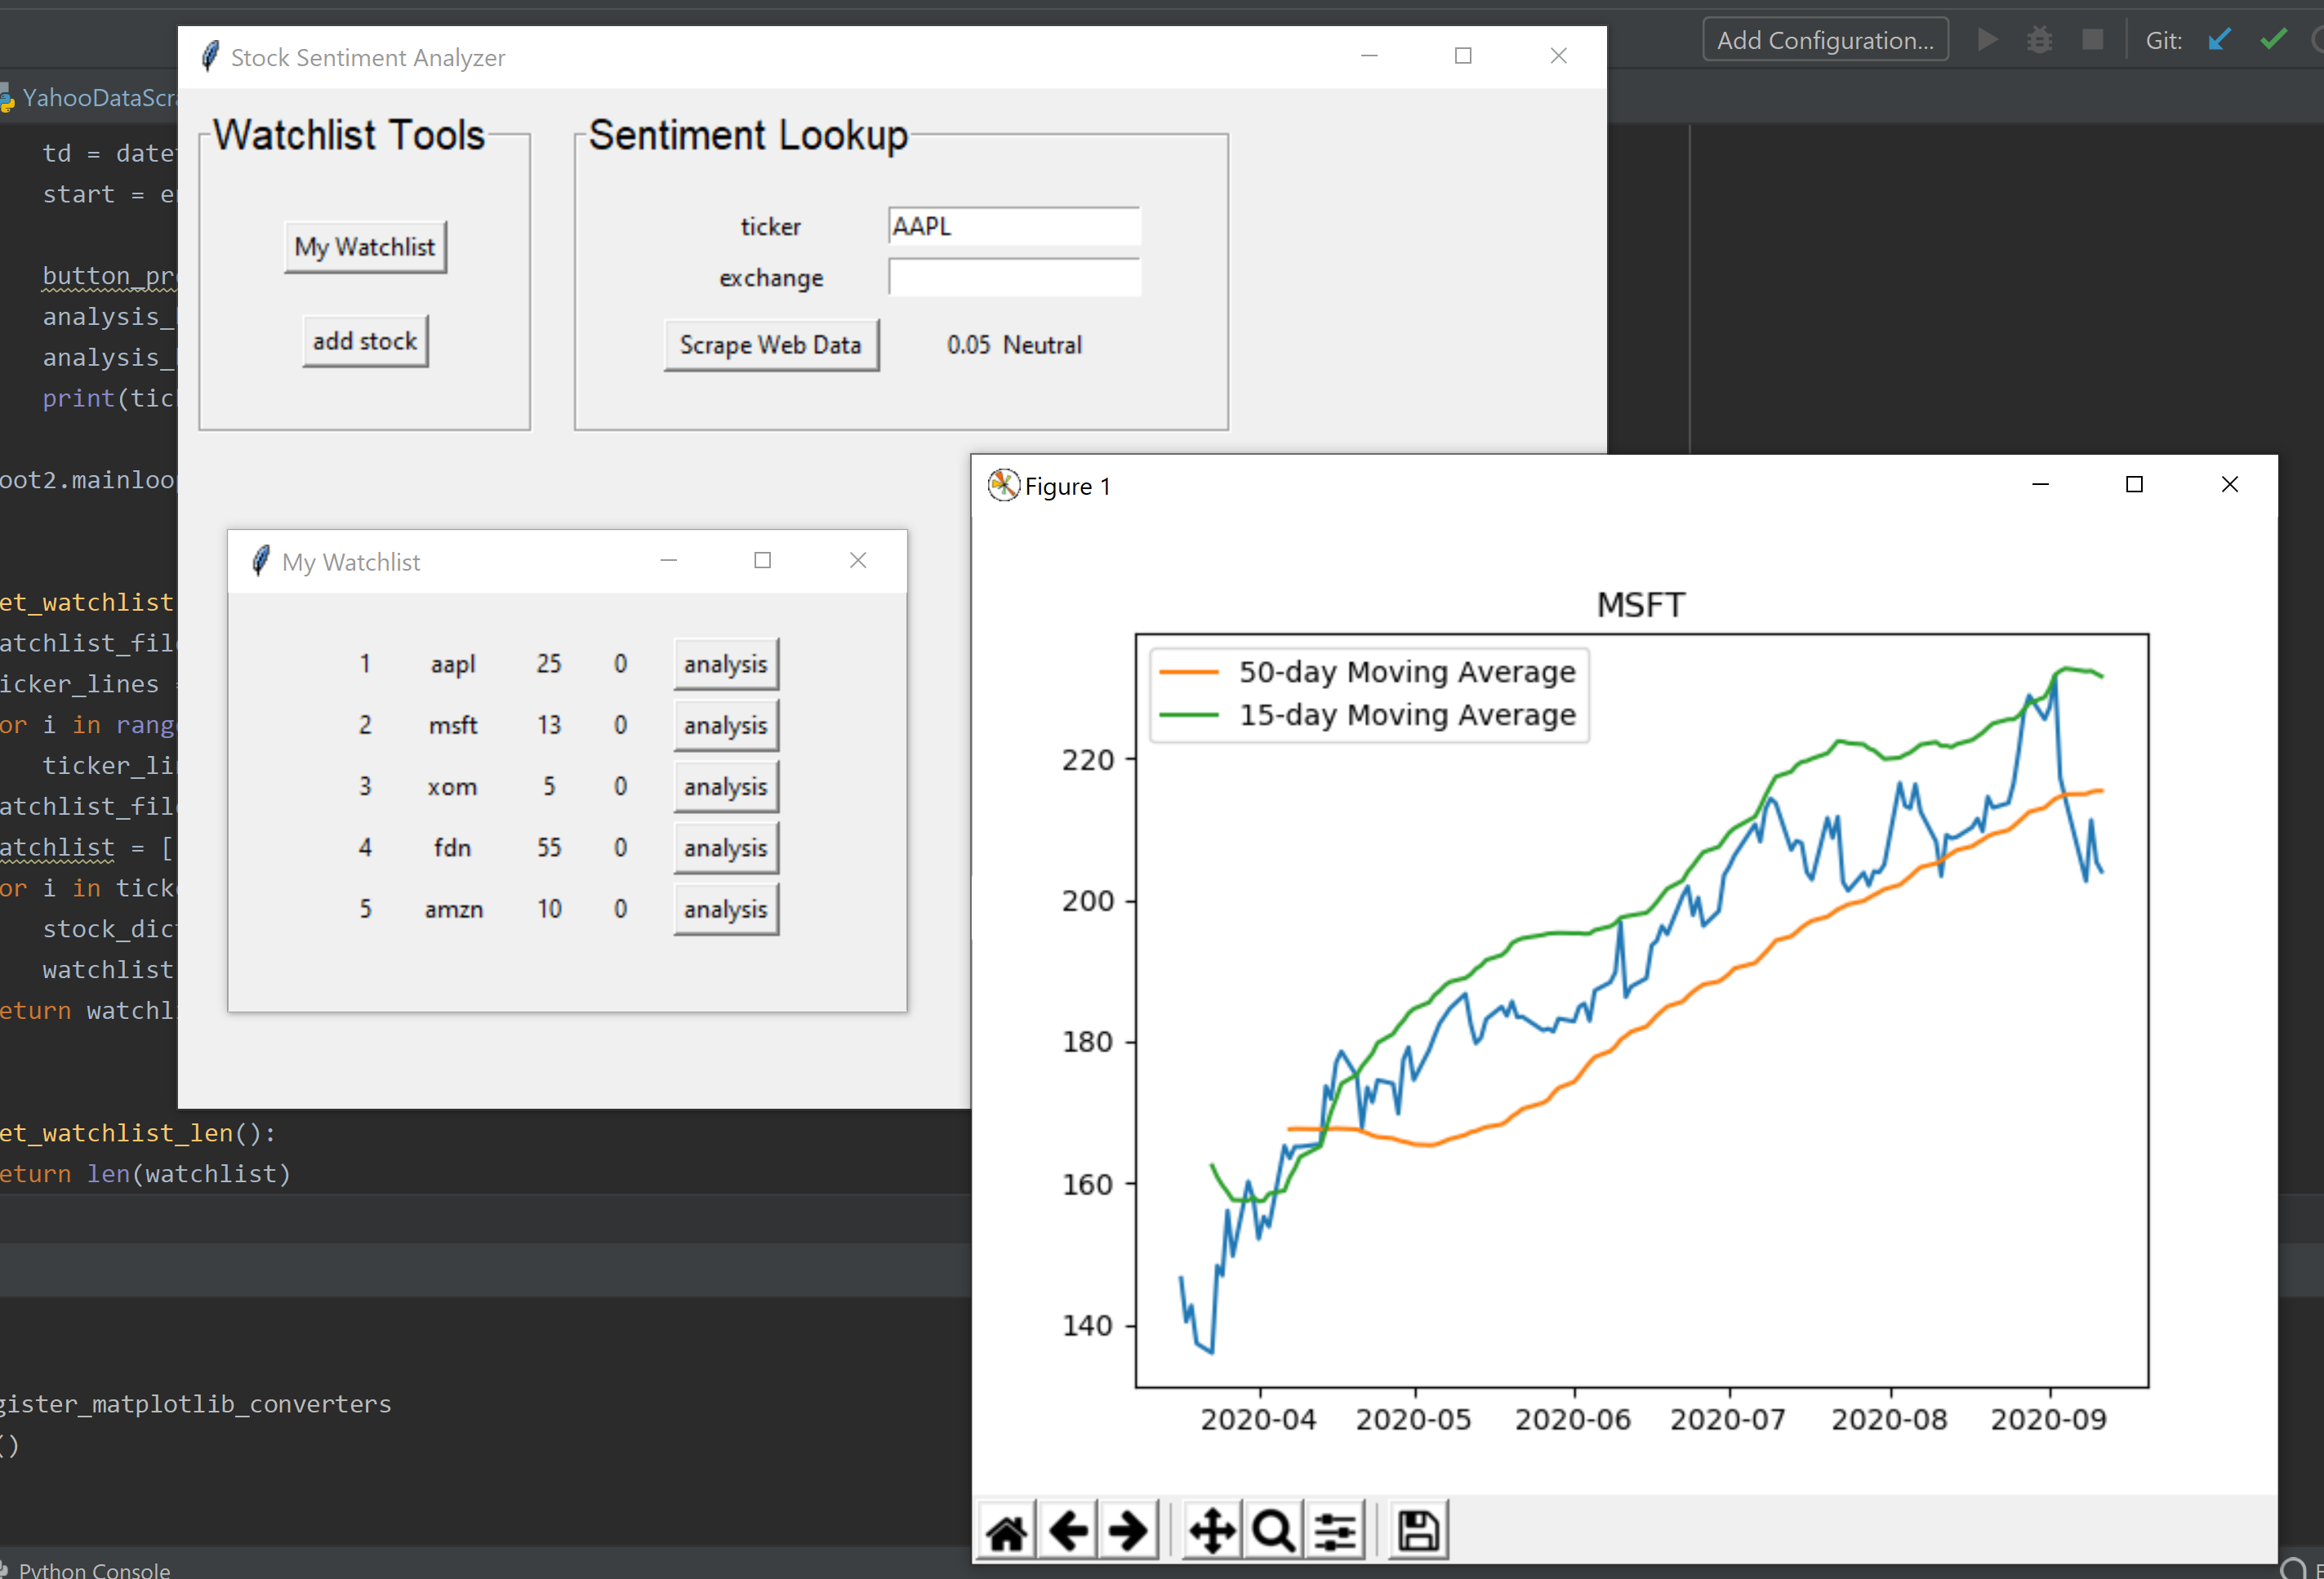 Add Configuration...
Git:
Stock Sentiment Analyzer
YahooDataScra
Watchlist Tools
My Watchlist
add stock
Sentiment Lookup
ticker AAPL
exchange
Scrape Web Data 0.05 Neutral
td = date
start = e
button_pr
analysis_
analysis_
print(tic
oot2.mainloo
et_watchlist
atchlist_fil
icker_lines =
or i in rang
ticker_li
atchlist_fil
atchlist = [
or i in tick
stock_dic
watchlist
eturn watchl
et_watchlist_len():
eturn len(watchlist)
gister_matplotlib_converters
()
Python Console
My Watchlist
1 aapl 25 0 analysis
2 msft 13 0 analysis
3 xom 5 0 analysis
4 fdn 55 0 analysis
5 amzn 10 0 analysis
Figure 1
MSFT
50-day Moving Average
15-day Moving Average
220
200
180
160
140
2020-04 2020-05 2020-06 2020-07 2020-08 2020-09